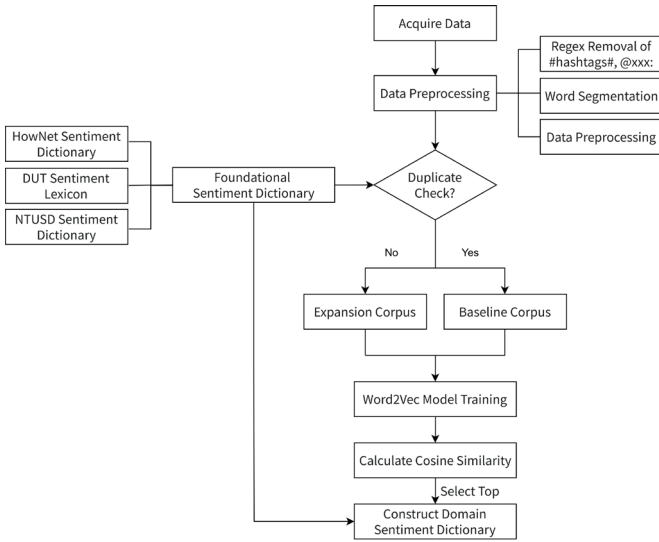 Acquire Data
Regex Removal of
#hashtags#, @xxx:
Data Preprocessing
Word Segmentation
Data Preprocessing
HowNet Sentiment
Dictionary
DUT Sentiment
Lexicon
NTUSD Sentiment
Dictionary
Foundational
Sentiment Dictionary
Duplicate
Check?
No
Yes
Expansion Corpus
Baseline Corpus
Word2Vec Model Training
Calculate Cosine Similarity
Select Top
Construct Domain
Sentiment Dictionary